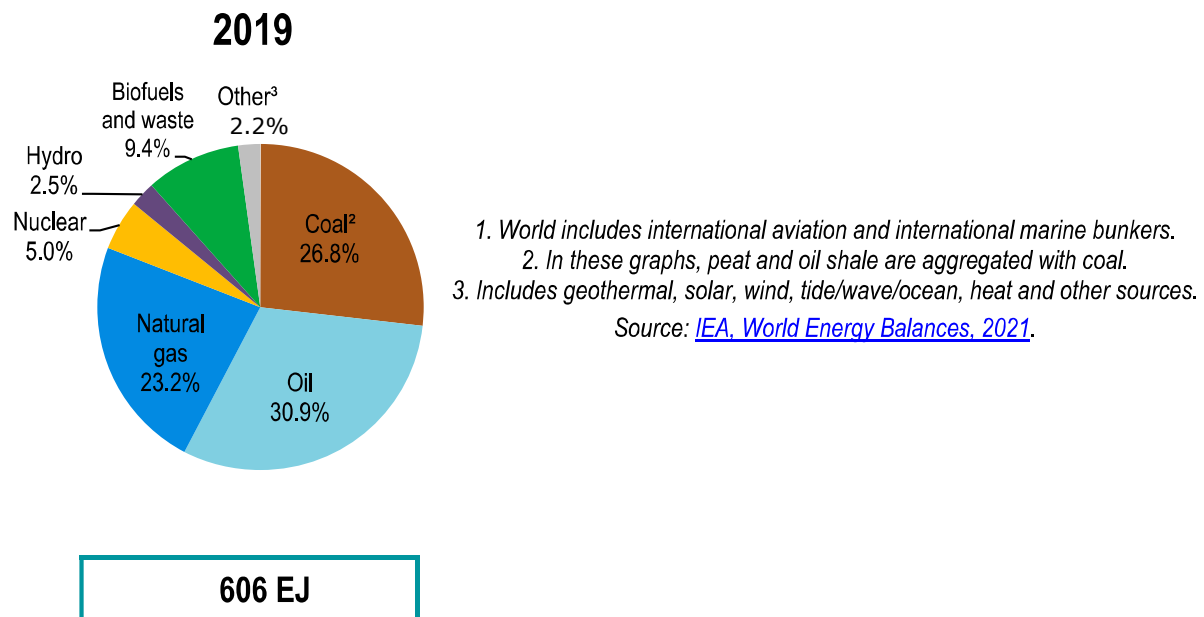 2019
Biofuels
and waste
9.4%
Other³
2.2%
Hydro
2.5%
Nuclear
5.0%
Coal²
26.8%
Natural
gas
23.2%
Oil
30.9%
1. World includes international aviation and international marine bunkers.
2. In these graphs, peat and oil shale are aggregated with coal.
3. Includes geothermal, solar, wind, tide/wave/ocean, heat and other sources.
Source: IEA, World Energy Balances, 2021.
606 EJ